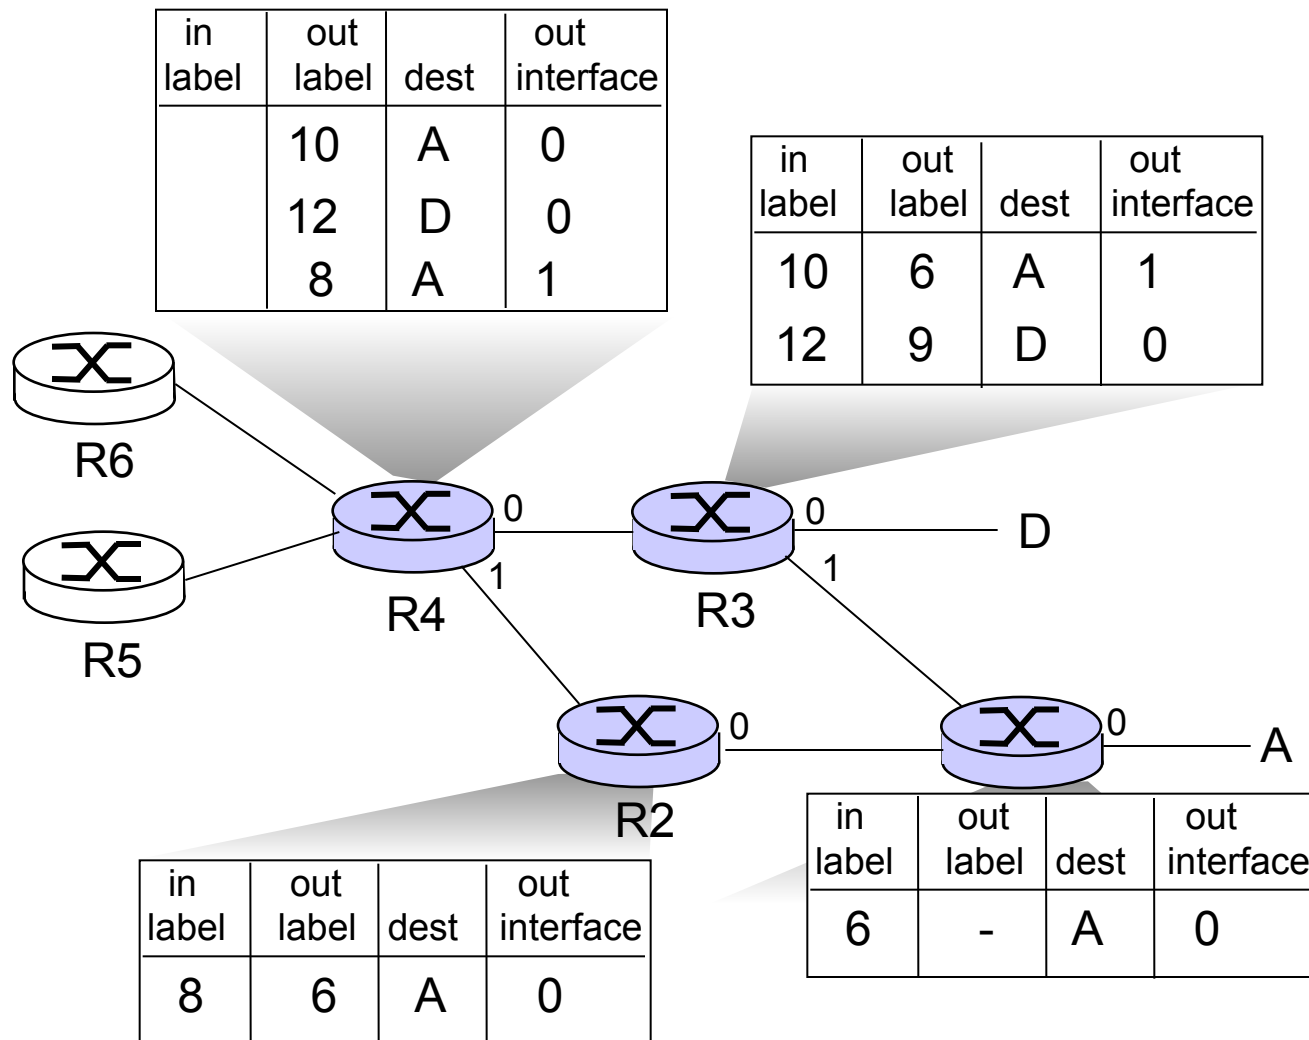 in out out
label label dest interface
10 A 0
12 D 0
8 A 1
in out out
label label dest interface
10 6 A 1
12 9 D 0
R6
R5
R4
0
1
R3
0
1
D
R2
0
0
A
in out out
label label dest interface
6 - A 0
in out out
label label dest interface
8 6 A 0